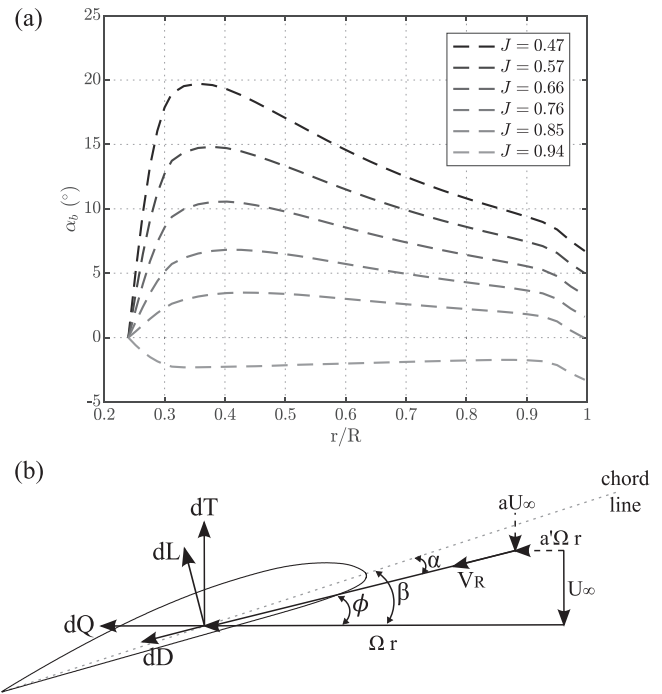 (a)
25
20
15
10
5
0
-5
α_b (°)
J = 0.47
J = 0.57
J = 0.66
J = 0.76
J = 0.85
J = 0.94
0.2 0.3 0.4 0.5 0.6 0.7 0.8 0.9 1
r/R
(b)
chord
line
dT
aU∞
a'Ω r
dL
α
V_R
U∞
β
ϕ
dQ
dD
Ω r